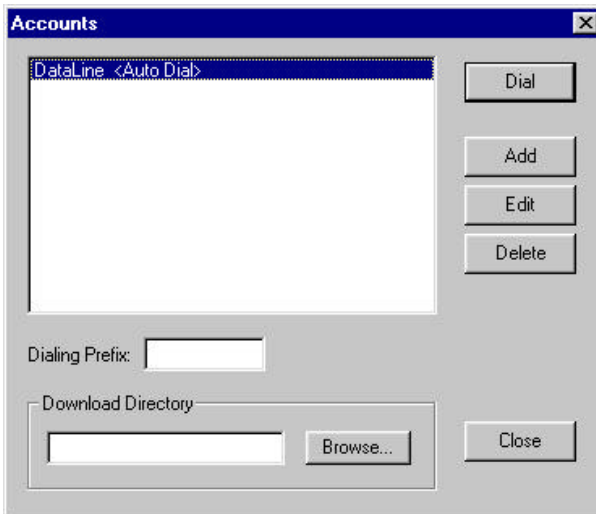 Accounts
DataLine <Auto Dial>
Dial
Add
Edit
Delete
Dialing Prefix:
Download Directory
Browse...
Close